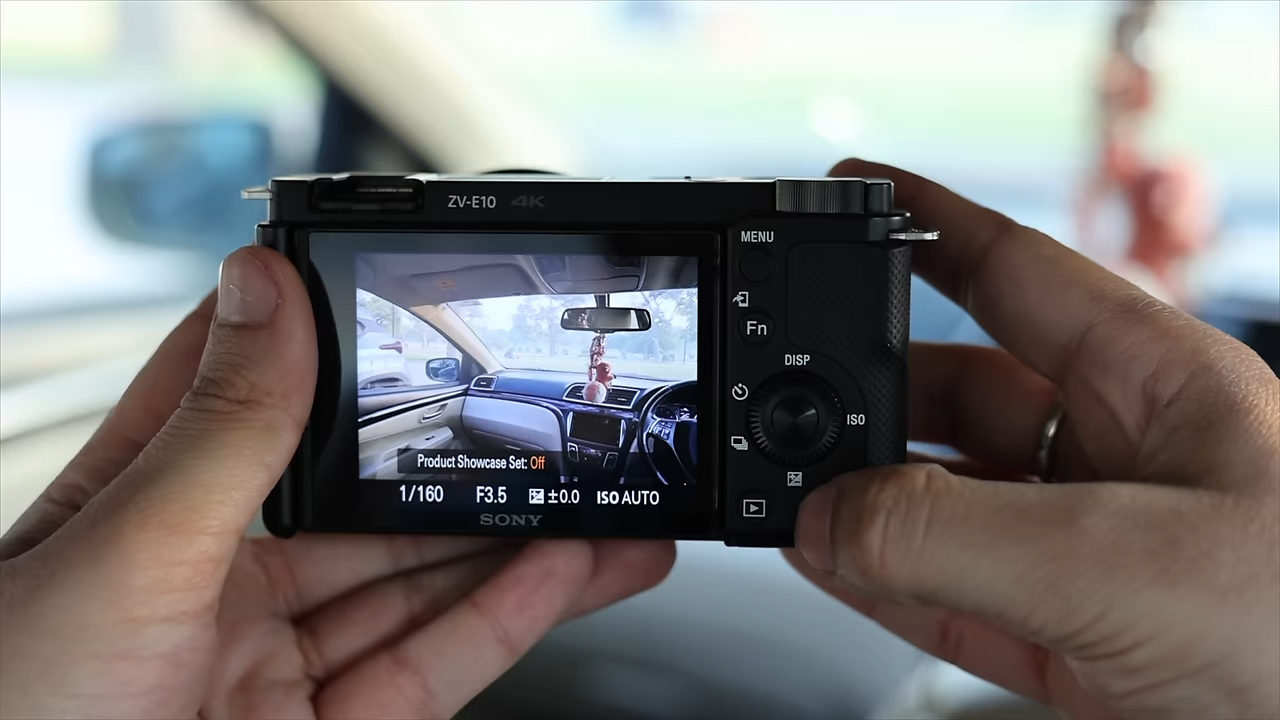 ZV-E10 4K
MENU
Fn
DISP
ISO
Product Showcase Set: Off
1/160 F3.5 ±0.0 ISO AUTO
SONY